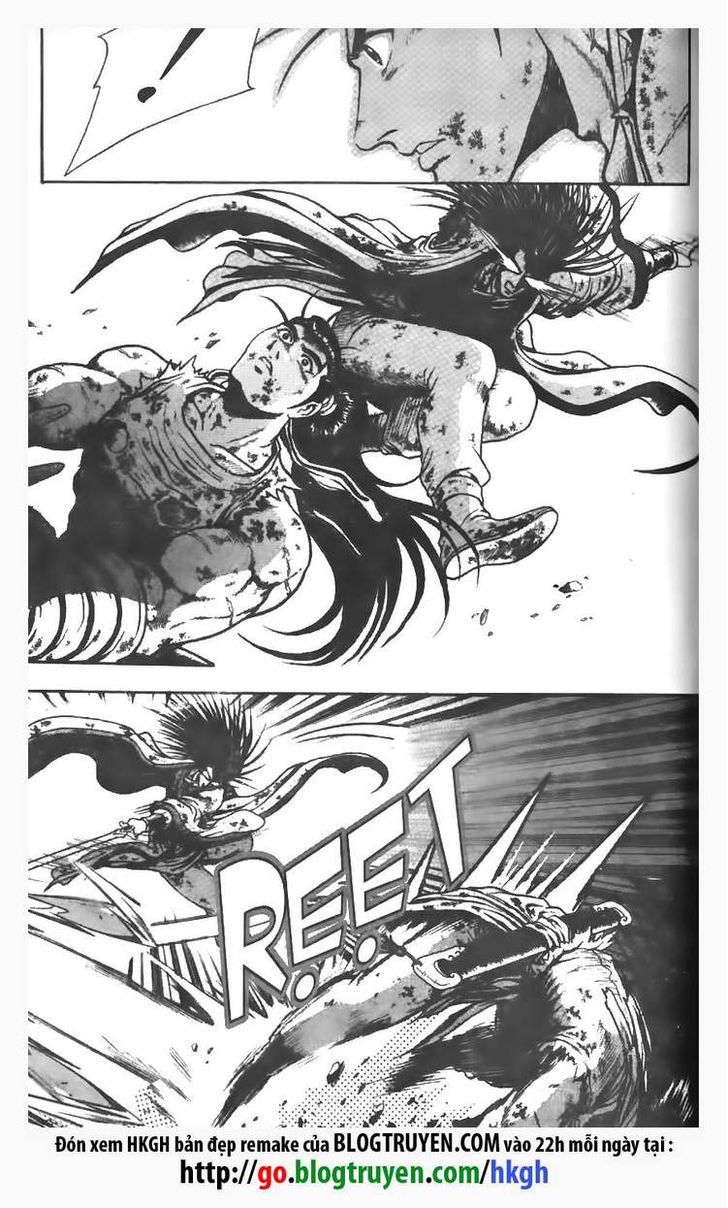 !
RẸẸT
Đón xem HKGH bản đẹp remake của BLOGTRUYEN.COM vào 22h mỗi ngày tại :
http://go.blogtruyen.com/hkgh